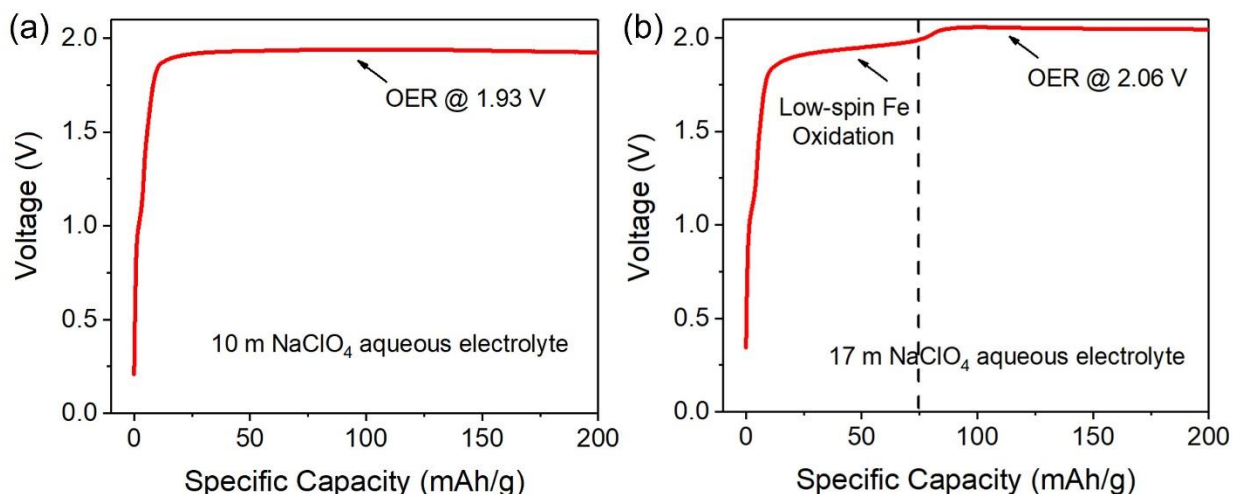 (a)
Voltage (V)
2.0
1.5
1.0
0.5
0.0
OER @ 1.93 V
10 m NaClO₄ aqueous electrolyte
0
50
100
150
200
Specific Capacity (mAh/g)
(b)
Voltage (V)
2.0
1.5
1.0
0.5
0.0
Low-spin Fe
Oxidation
OER @ 2.06 V
17 m NaClO₄ aqueous electrolyte
0
50
100
150
200
Specific Capacity (mAh/g)